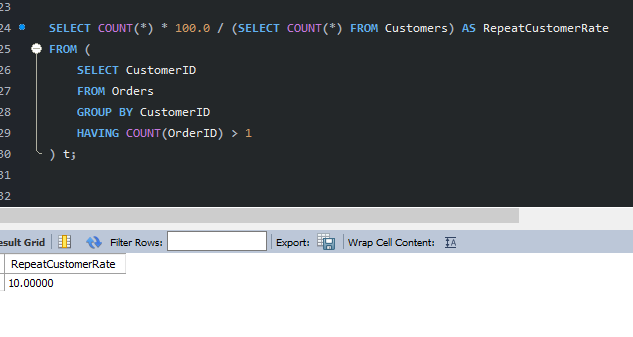 23
24 SELECT COUNT(*) * 100.0 / (SELECT COUNT(*) FROM Customers) AS RepeatCustomerRate
25 FROM (
26 SELECT CustomerID
27 FROM Orders
28 GROUP BY CustomerID
29 HAVING COUNT(OrderID) > 1
30 ) t;
31
32
esult Grid Filter Rows: Export: Wrap Cell Content: IA
RepeatCustomerRate
10.00000